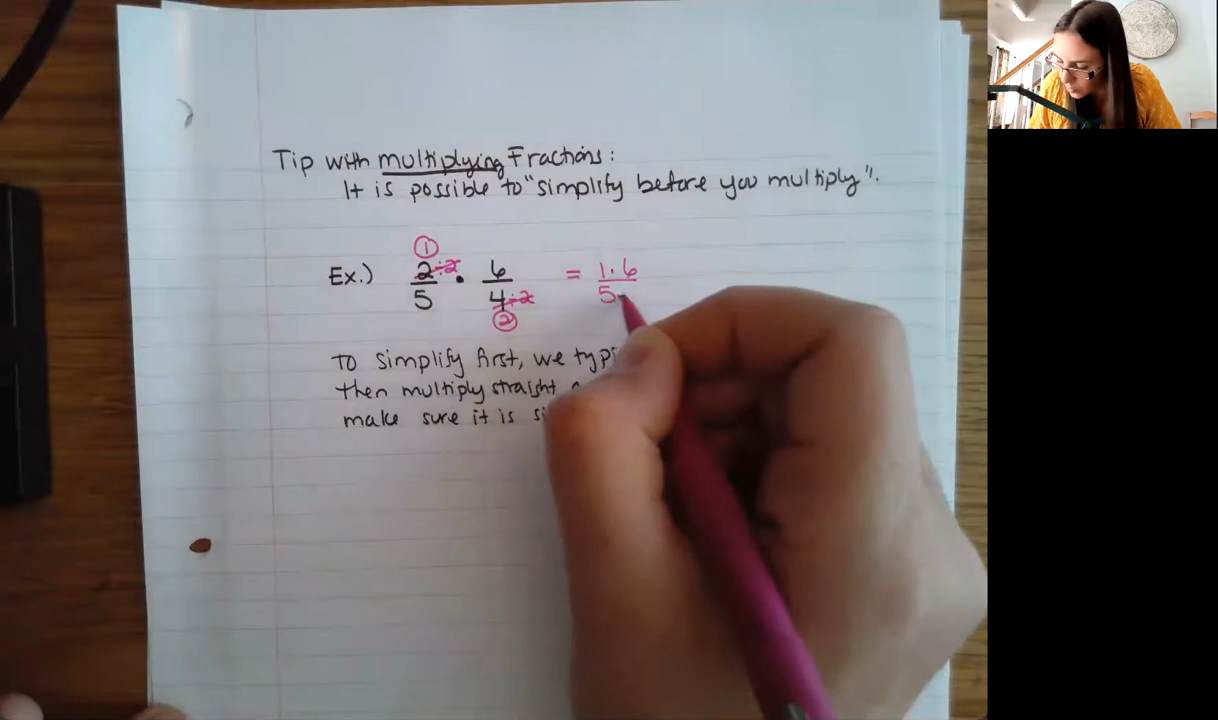 Tip with multiplying Fractions:
It is possible to "simplify before you multiply".
Ex.) 2/5 • 6/4 = 1·6/5·
÷2 ÷2
① ②
To simplify first, we
then multiply straight
make sure it is